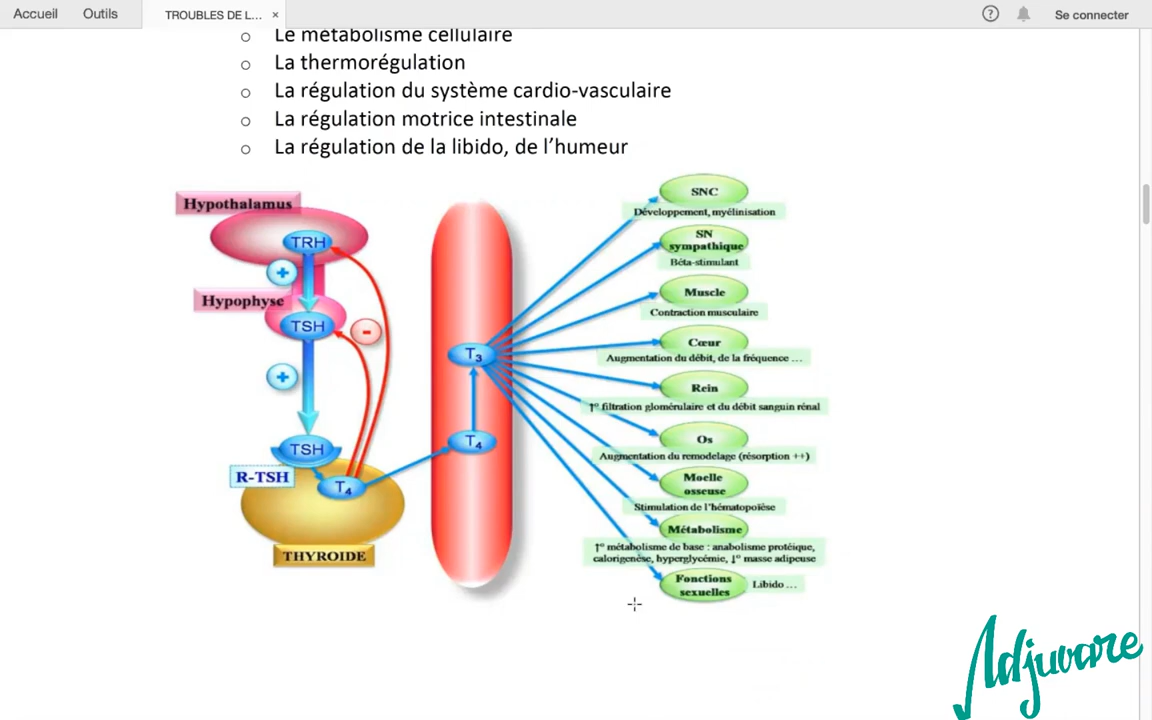 Accueil
Outils
TROUBLES DE L... ×
?
Se connecter
o Le métabolisme cellulaire
o La thermorégulation
o La régulation du système cardio-vasculaire
o La régulation motrice intestinale
o La régulation de la libido, de l'humeur
Hypothalamus
TRH
+
Hypophyse
TSH
-
+
TSH
R-TSH
T4
THYROIDE
T3
T4
SNC
Développement, myélinisation
SN
sympathique
Béta-stimulant
Muscle
Contraction musculaire
Cœur
Augmentation du débit, de la fréquence ...
Rein
↑° filtration glomérulaire et du débit sanguin rénal
Os
Augmentation du remodelage (résorption ++)
Moelle
osseuse
Stimulation de l'hématopoïèse
Métabolisme
↑° métabolisme de base : anabolisme protéique,
calorigenèse, hyperglycémie, ↓° masse adipeuse
Fonctions
sexuelles
Libido ...
Adjuvare